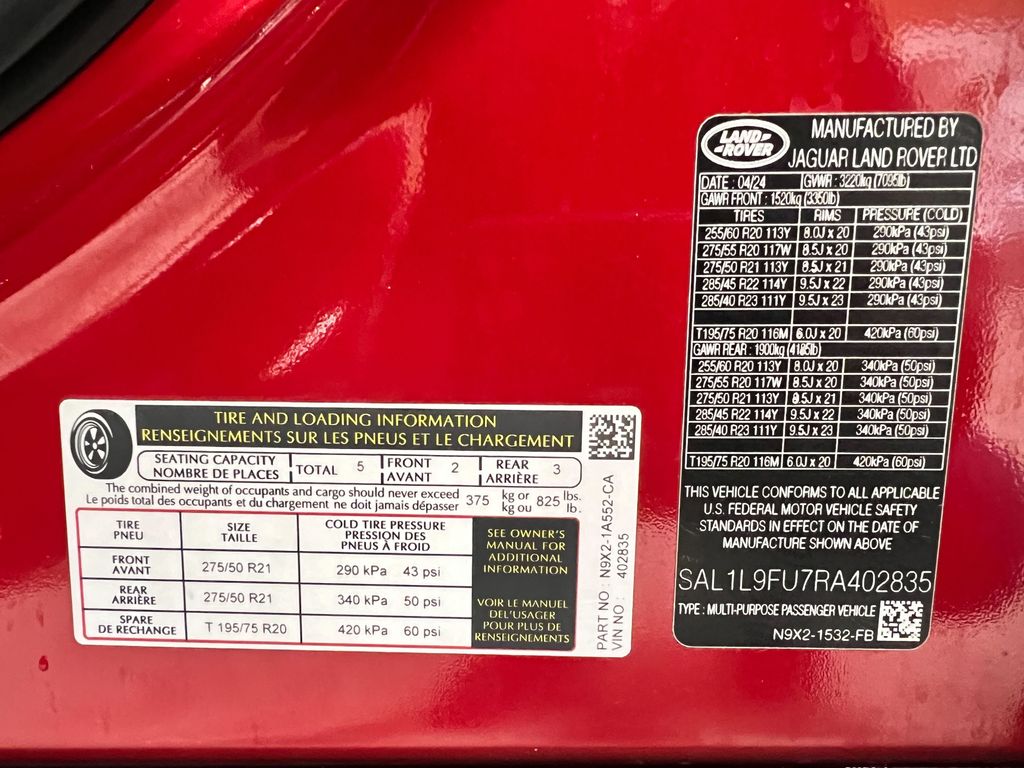 TIRE AND LOADING INFORMATION
RENSEIGNEMENTS SUR LES PNEUS ET LE CHARGEMENT
SEATING CAPACITY
NOMBRE DE PLACES
TOTAL 5
FRONT
AVANT
2
REAR
ARRIÈRE
3
The combined weight of occupants and cargo should never exceed
Le poids total des occupants et du chargement ne doit jamais dépasser
375
kg or
kg ou
825
lbs.
lb.
TIRE
PNEU
SIZE
TAILLE
COLD TIRE PRESSURE
PRESSION DES
PNEUS À FROID
FRONT
AVANT
275/50 R21
290 kPa 43 psi
REAR
ARRIÈRE
275/50 R21
340 kPa 50 psi
SPARE
DE RECHANGE
T 195/75 R20
420 kPa 60 psi
SEE OWNER'S
MANUAL FOR
ADDITIONAL
INFORMATION
VOIR LE MANUEL
DE L'USAGER
POUR PLUS DE
RENSEIGNEMENTS
PART NO : N9X2-1A552-CA
VIN NO : 402835
LAND-
-ROVER
MANUFACTURED BY
JAGUAR LAND ROVER LTD
DATE : 04/24 GVWR : 3220kg (7095lb)
GAWR FRONT : 1520kg (3350lb)
TIRES RIMS PRESSURE (COLD)
255/60 R20 113Y 8.0J x 20 290kPa (43psi)
275/55 R20 117W 8.5J x 20 290kPa (43psi)
275/50 R21 113Y 8.5J x 21 290kPa (43psi)
285/45 R22 114Y 9.5J x 22 290kPa (43psi)
285/40 R23 111Y 9.5J x 23 290kPa (43psi)
T195/75 R20 116M 6.0J x 20 420kPa (60psi)
GAWR REAR : 1900kg (4185lb)
255/60 R20 113Y 8.0J x 20 340kPa (50psi)
275/55 R20 117W 8.5J x 20 340kPa (50psi)
275/50 R21 113Y 8.5J x 21 340kPa (50psi)
285/45 R22 114Y 9.5J x 22 340kPa (50psi)
285/40 R23 111Y 9.5J x 23 340kPa (50psi)
T195/75 R20 116M 6.0J x 20 420kPa (60psi)
THIS VEHICLE CONFORMS TO ALL APPLICABLE
U.S. FEDERAL MOTOR VEHICLE SAFETY
STANDARDS IN EFFECT ON THE DATE OF
MANUFACTURE SHOWN ABOVE
SAL1L9FU7RA402835
TYPE : MULTI-PURPOSE PASSENGER VEHICLE
N9X2-1532-FB